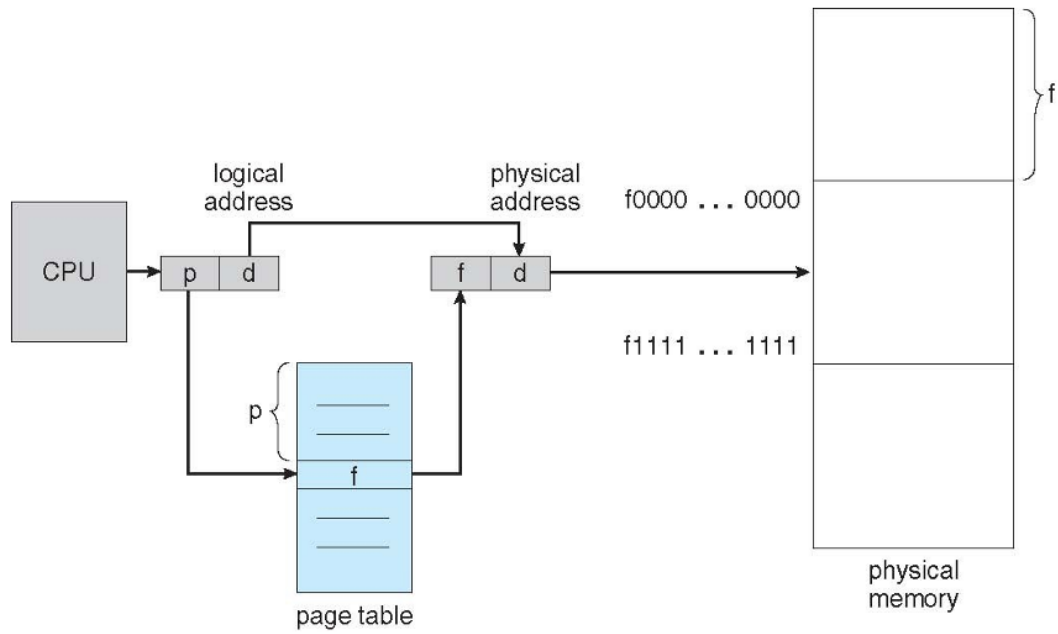 f
logical
address
physical
address
f0000 ... 0000
CPU
p
d
f
d
f1111 ... 1111
p
f
page table
physical
memory